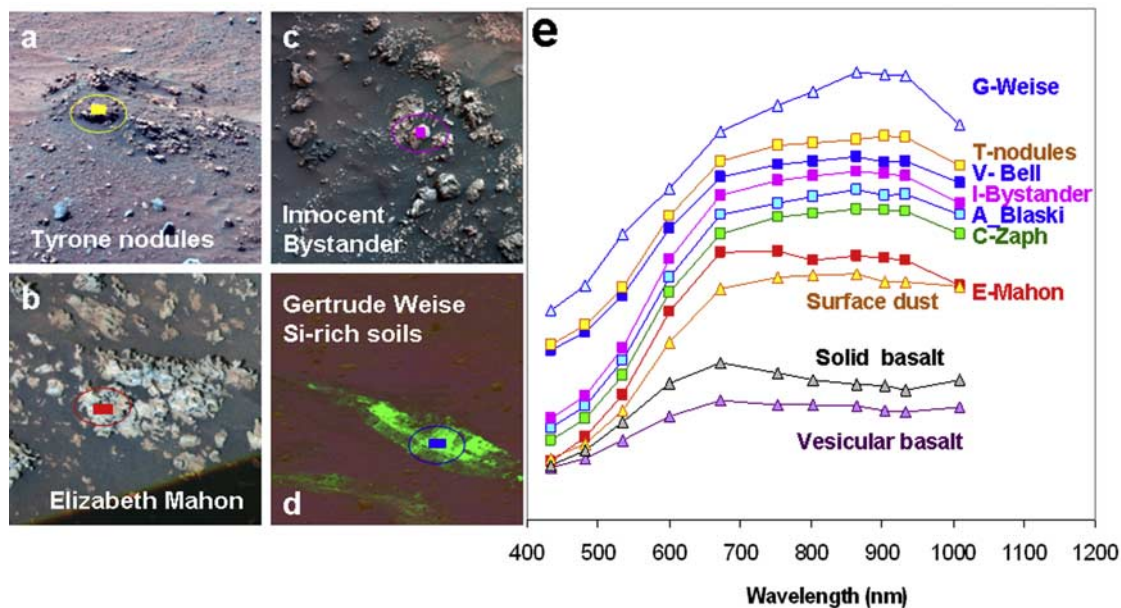 a
Tyrone nodules
c
Innocent
Bystander
b
Elizabeth Mahon
Gertrude Weise
Si-rich soils
d
e
G-Weise
T-nodules
V- Bell
I-Bystander
A_Blaski
C-Zaph
E-Mahon
Surface dust
Solid basalt
Vesicular basalt
400 500 600 700 800 900 1000 1100 1200
Wavelength (nm)